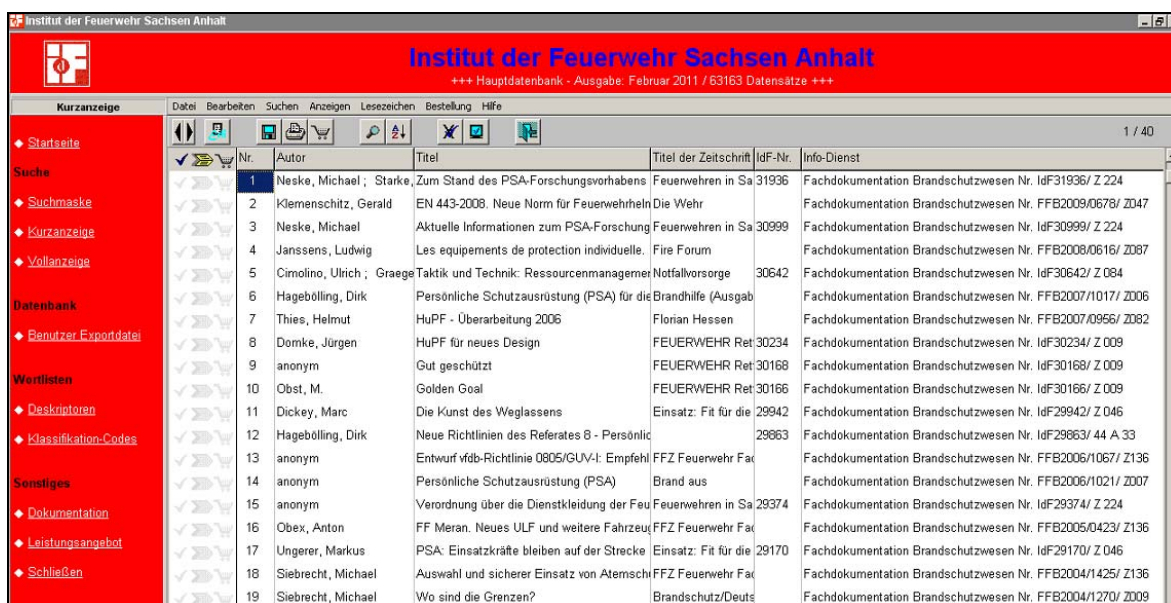 Institut der Feuerwehr Sachsen Anhalt
Institut der Feuerwehr Sachsen Anhalt
+++ Hauptdatenbank - Ausgabe: Februar 2011 / 63163 Datensätze +++
Kurzanzeige
Datei Bearbeiten Suchen Anzeigen Lesezeichen Bestellung Hilfe
1 / 40
Startseite
Suche
Suchmaske
Kurzanzeige
Vollanzeige
Datenbank
Benutzer Exportdatei
Wortlisten
Deskriptoren
Klassifikation-Codes
Sonstiges
Dokumentation
Leistungsangebot
Schließen
Nr. Autor Titel Titel der Zeitschrift IdF-Nr. Info-Dienst
1 Neske, Michael ; Starke, Zum Stand des PSA-Forschungsvorhabens Feuerwehren in Sa 31936 Fachdokumentation Brandschutzwesen Nr. IdF31936/ Z 224
2 Klemenschitz, Gerald EN 443-2008. Neue Norm für Feuerwehrheln Die Wehr Fachdokumentation Brandschutzwesen Nr. FFB2009/0678/ Z047
3 Neske, Michael Aktuelle Informationen zum PSA-Forschung Feuerwehren in Sa 30999 Fachdokumentation Brandschutzwesen Nr. IdF30999/ Z 224
4 Janssens, Ludwig Les equipements de protection individuelle. Fire Forum Fachdokumentation Brandschutzwesen Nr. FFB2008/0616/ Z087
5 Cimolino, Ulrich ; Graege Taktik und Technik: Ressourcenmanagemer Notfallvorsorge 30642 Fachdokumentation Brandschutzwesen Nr. IdF30642/ Z 084
6 Hagebölling, Dirk Persönliche Schutzausrüstung (PSA) für die Brandhilfe (Ausgab Fachdokumentation Brandschutzwesen Nr. FFB2007/1017/ Z006
7 Thies, Helmut HuPF - Überarbeitung 2006 Florian Hessen Fachdokumentation Brandschutzwesen Nr. FFB2007/0956/ Z082
8 Domke, Jürgen HuPF für neues Design FEUERWEHR Ret 30234 Fachdokumentation Brandschutzwesen Nr. IdF30234/ Z 009
9 anonym Gut geschützt FEUERWEHR Ret 30168 Fachdokumentation Brandschutzwesen Nr. IdF30168/ Z 009
10 Obst, M. Golden Goal FEUERWEHR Ret 30166 Fachdokumentation Brandschutzwesen Nr. IdF30166/ Z 009
11 Dickey, Marc Die Kunst des Weglassens Einsatz: Fit für die 29942 Fachdokumentation Brandschutzwesen Nr. IdF29942/ Z 046
12 Hagebölling, Dirk Neue Richtlinien des Referates 8 - Persönlic 29863 Fachdokumentation Brandschutzwesen Nr. IdF29863/ 44 A 33
13 anonym Entwurf vfdb-Richtlinie 0805/GUV-I: Empfehl FFZ Feuerwehr Fac Fachdokumentation Brandschutzwesen Nr. FFB2006/1067/ Z136
14 anonym Persönliche Schutzausrüstung (PSA) Brand aus Fachdokumentation Brandschutzwesen Nr. FFB2006/1021/ Z007
15 anonym Verordnung über die Dienstkleidung der Feu Feuerwehren in Sa 29374 Fachdokumentation Brandschutzwesen Nr. IdF29374/ Z 224
16 Obex, Anton FF Meran. Neues ULF und weitere Fahrzeug FFZ Feuerwehr Fac Fachdokumentation Brandschutzwesen Nr. FFB2005/0423/ Z136
17 Ungerer, Markus PSA: Einsatzkräfte bleiben auf der Strecke Einsatz: Fit für die 29170 Fachdokumentation Brandschutzwesen Nr. IdF29170/ Z 046
18 Siebrecht, Michael Auswahl und sicherer Einsatz von Atemschu FFZ Feuerwehr Fac Fachdokumentation Brandschutzwesen Nr. FFB2004/1425/ Z136
19 Siebrecht, Michael Wo sind die Grenzen? Brandschutz/Deuts Fachdokumentation Brandschutzwesen Nr. FFB2004/1270/ Z009